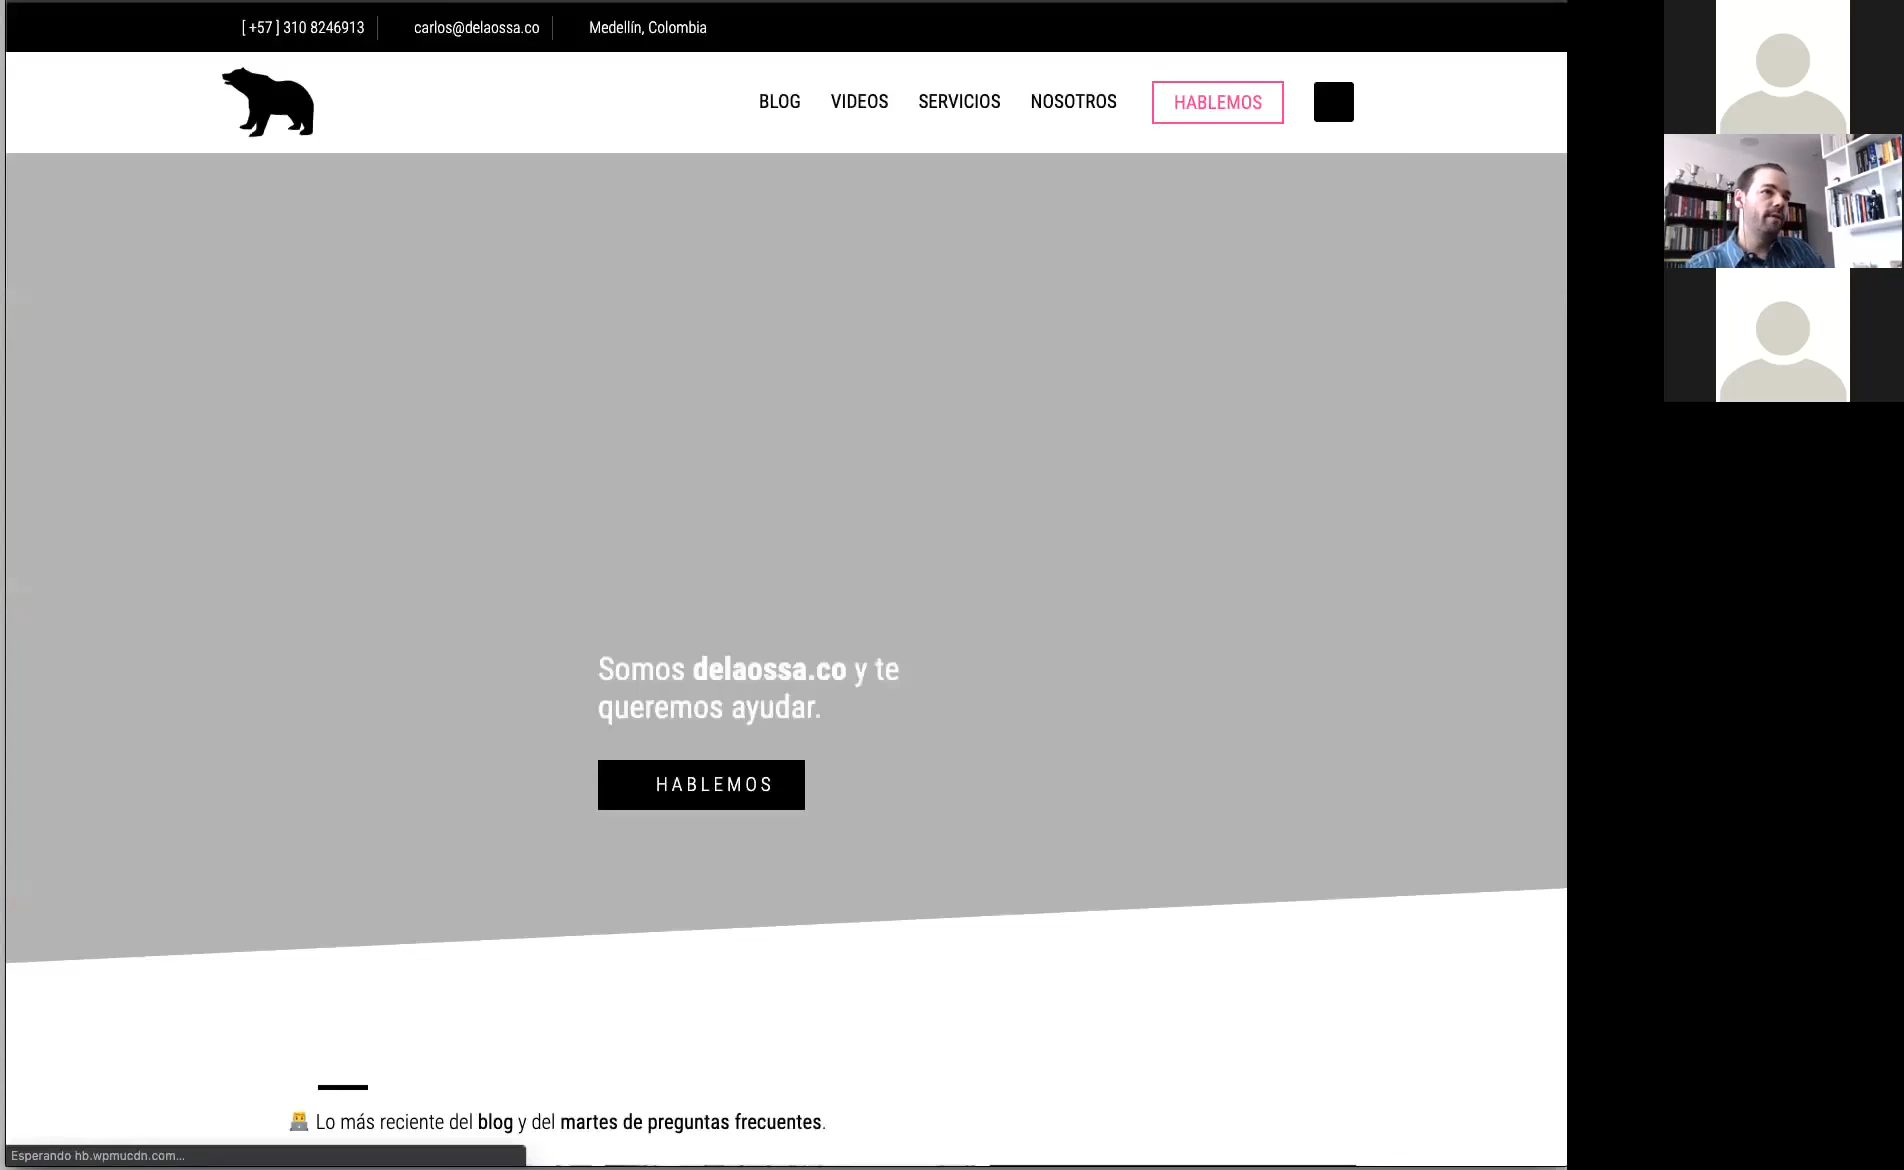 [ +57 ] 310 8246913
carlos@delaossa.co
Medellín, Colombia
BLOG
VIDEOS
SERVICIOS
NOSOTROS
HABLEMOS
Somos delaossa.co y te
queremos ayudar.
HABLEMOS
Lo más reciente del blog y del martes de preguntas frecuentes.
Esperando hb.wpmucdn.com...